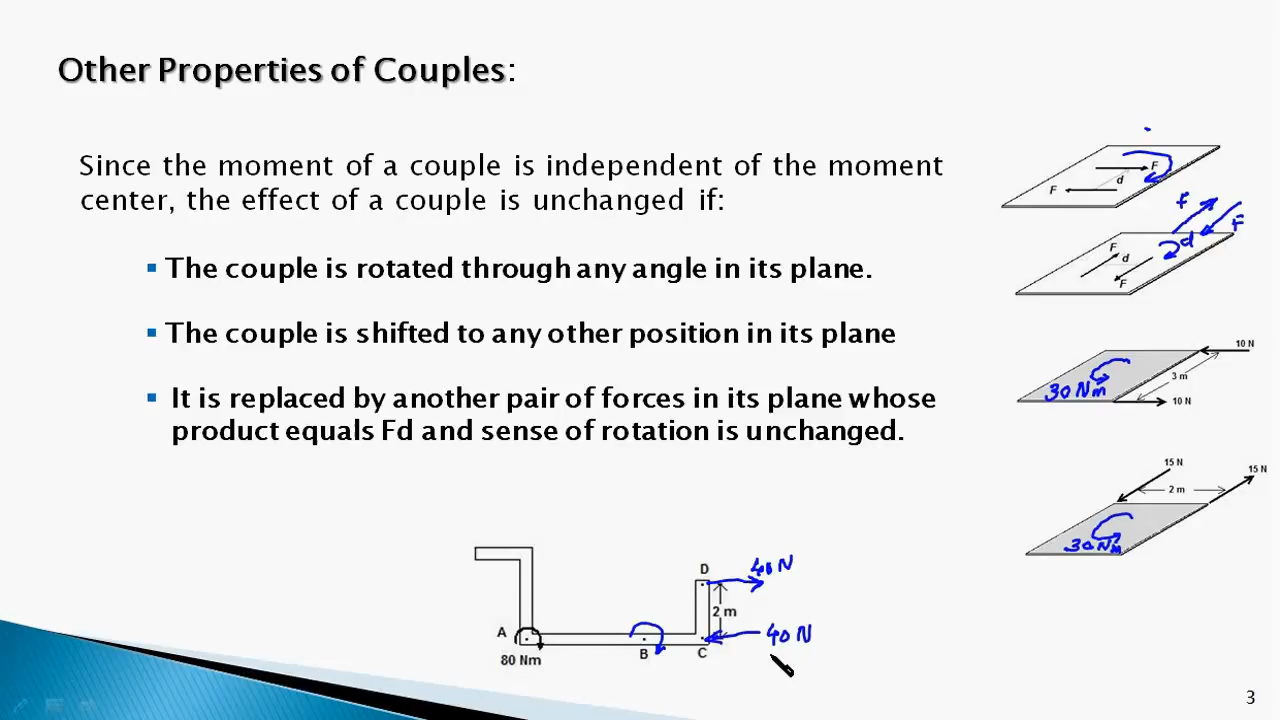 Other Properties of Couples:
Since the moment of a couple is independent of the moment
center, the effect of a couple is unchanged if:
▪ The couple is rotated through any angle in its plane.
▪ The couple is shifted to any other position in its plane
▪ It is replaced by another pair of forces in its plane whose
product equals Fd and sense of rotation is unchanged.
F
d
F
F
F
d
F
d
F
10 N
3 m
30 Nm
10 N
15 N
15 N
2 m
30 Nm
D
40 N
2 m
A
40 N
B
C
80 Nm
3